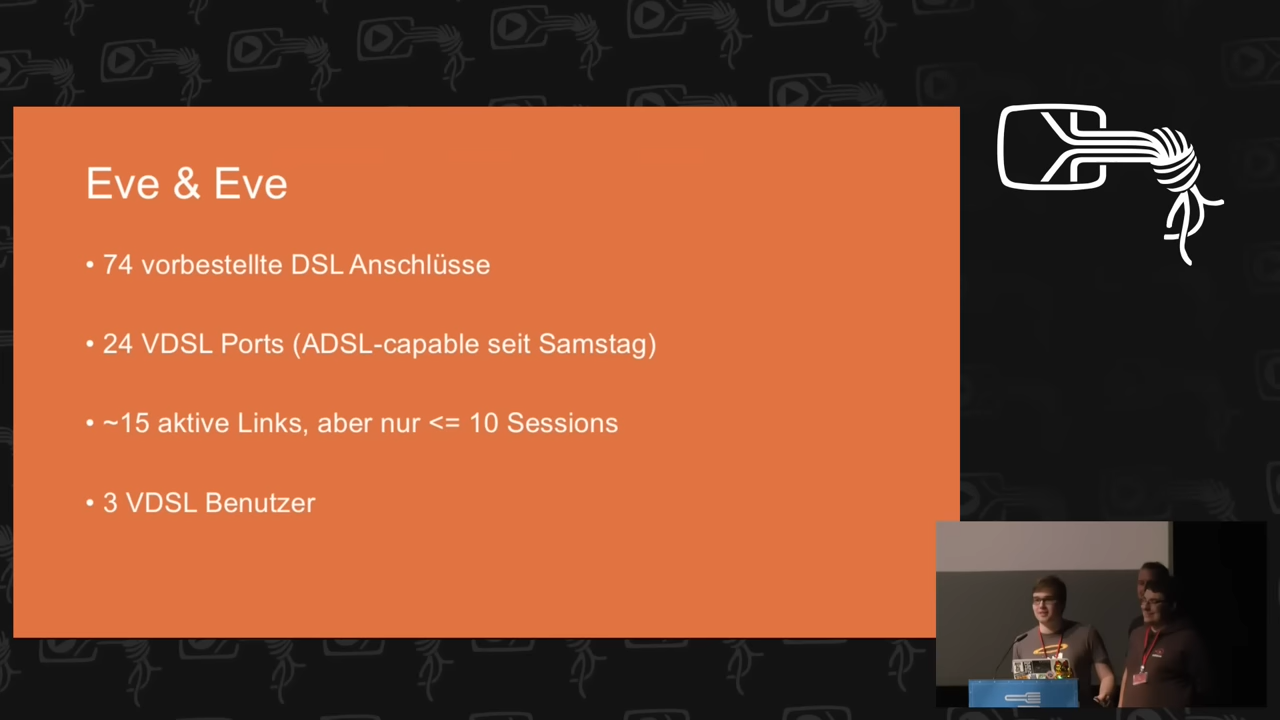 Eve & Eve
• 74 vorbestellte DSL Anschlüsse
• 24 VDSL Ports (ADSL-capable seit Samstag)
• ~15 aktive Links, aber nur <= 10 Sessions
• 3 VDSL Benutzer